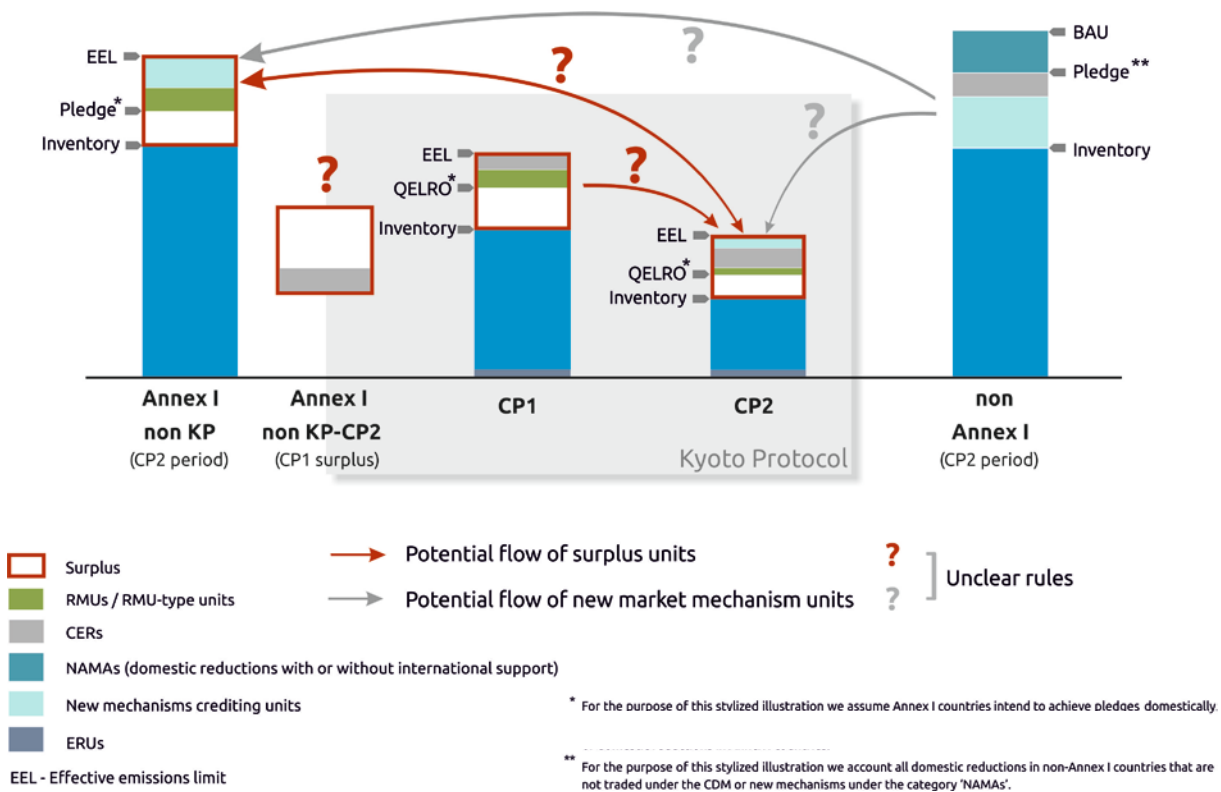 ?
?
BAU
EEL
?
Pledge**
Pledge*
?
Inventory
Inventory
?
EEL
?
QELRO*
Inventory
EEL
QELRO*
Inventory
Annex I
non KP
(CP2 period)
Annex I
non KP-CP2
(CP1 surplus)
CP1
CP2
non
Annex I
(CP2 period)
Kyoto Protocol
Surplus
RMUs / RMU-type units
CERs
NAMAs (domestic reductions with or without international support)
New mechanisms crediting units
ERUs
EEL - Effective emissions limit
Potential flow of surplus units
Potential flow of new market mechanism units
?
?
Unclear rules
* For the purpose of this stylized illustration we assume Annex I countries intend to achieve pledges domestically.
** For the purpose of this stylized illustration we account all domestic reductions in non-Annex I countries that are
not traded under the CDM or new mechanisms under the category 'NAMAs'.